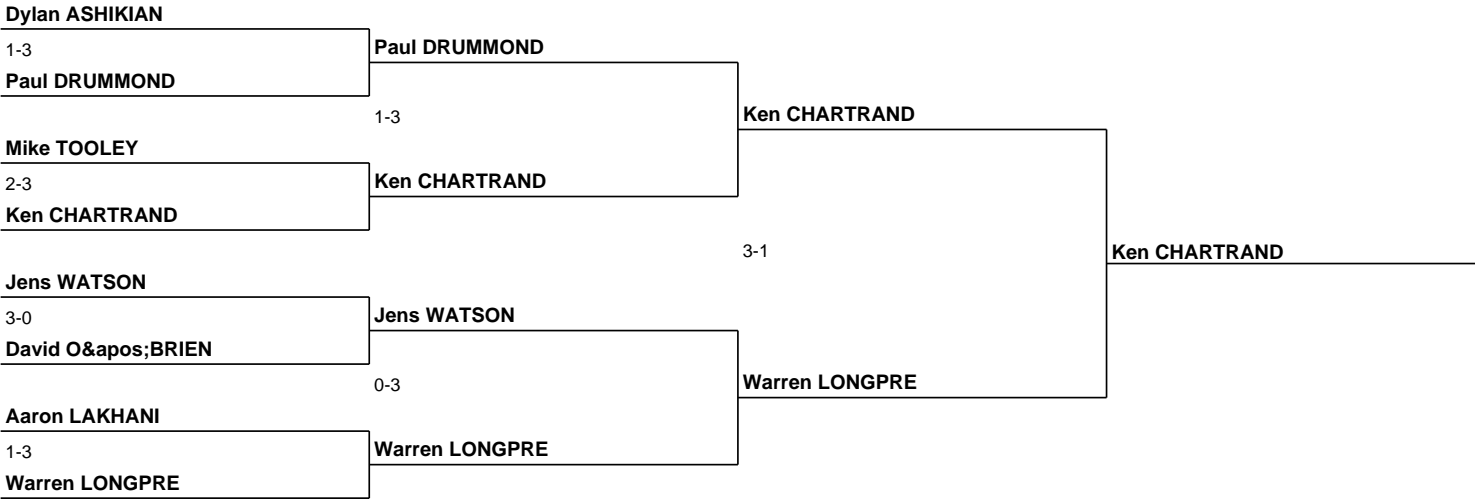 Dylan ASHIKIAN
1-3
Paul DRUMMOND
Paul DRUMMOND
1-3
Ken CHARTRAND
Mike TOOLEY
2-3
Ken CHARTRAND
Ken CHARTRAND
3-1
Ken CHARTRAND
Jens WATSON
3-0
Jens WATSON
David O&apos;BRIEN
0-3
Warren LONGPRE
Aaron LAKHANI
1-3
Warren LONGPRE
Warren LONGPRE